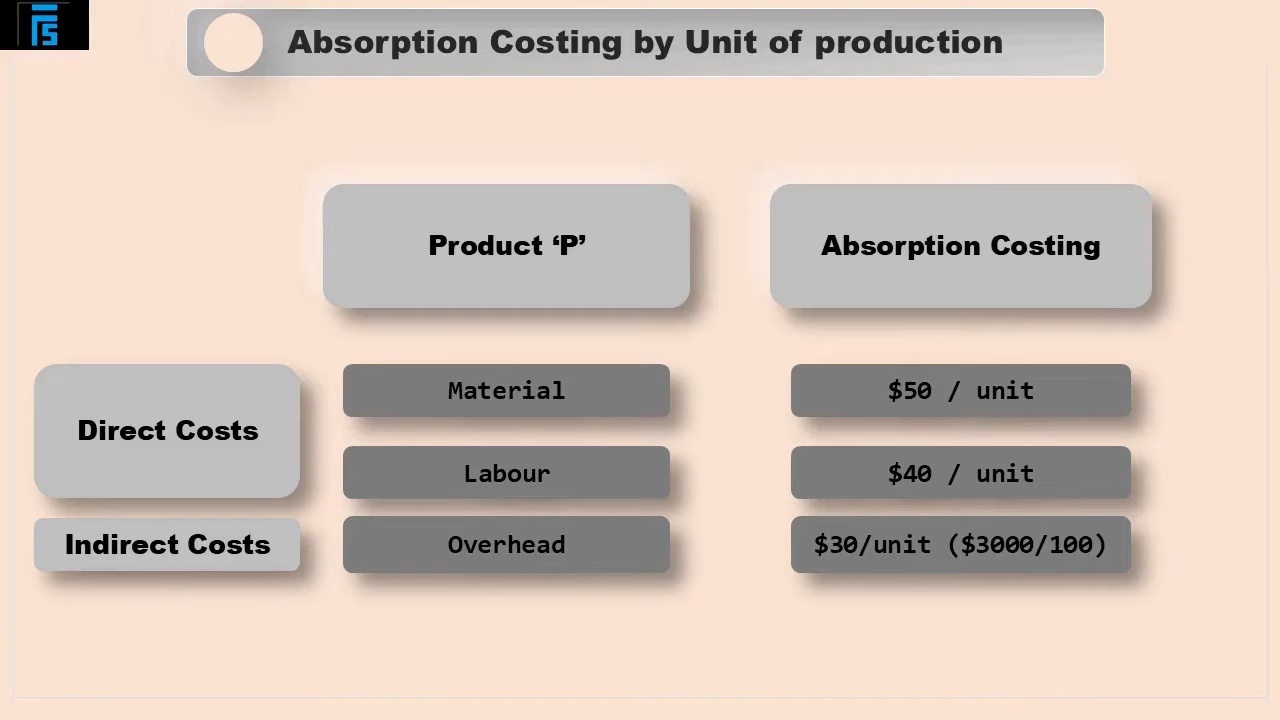 Absorption Costing by Unit of production
Product ‘P’
Absorption Costing
Direct Costs
Material
$50 / unit
Labour
$40 / unit
Indirect Costs
Overhead
$30/unit ($3000/100)